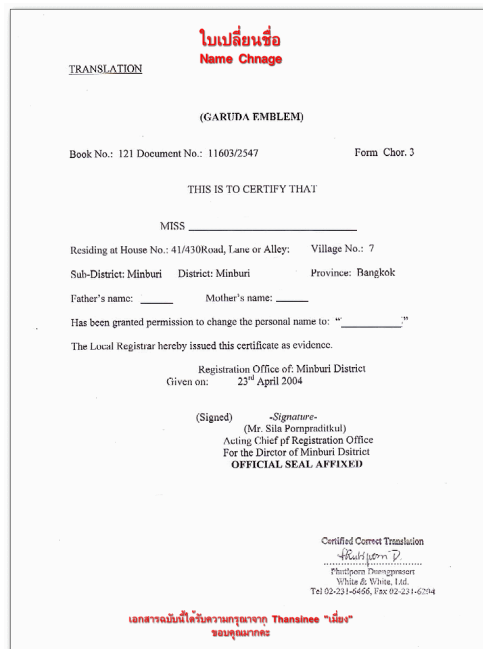 ใบเปลี่ยนชื่อ
Name Chnage
TRANSLATION
(GARUDA EMBLEM)
Book No.: 121 Document No.: 11603/2547 Form Chor. 3
THIS IS TO CERTIFY THAT
MISS
Residing at House No.: 41/430Road, Lane or Alley: Village No.: 7
Sub-District: Minburi District: Minburi Province: Bangkok
Father's name: Mother's name:
Has been granted permission to change the personal name to: " "
The Local Registrar hereby issued this certificate as evidence.
Registration Office of: Minburi District
Given on: 23rd April 2004
(Signed) -Signature-
(Mr. Sila Pornpraditkul)
Acting Chief pf Registration Office
For the Dirctor of Minburi Dsitrict
OFFICIAL SEAL AFFIXED
Certified Correct Translation
White & White, Ltd.
Tel 02-231-6466, Fax 02-231-6294
เอกสารฉบับนี้ได้รับความกรุณาจาก Thansinee "เมี่ยง"
ขอบคุณมากคะ